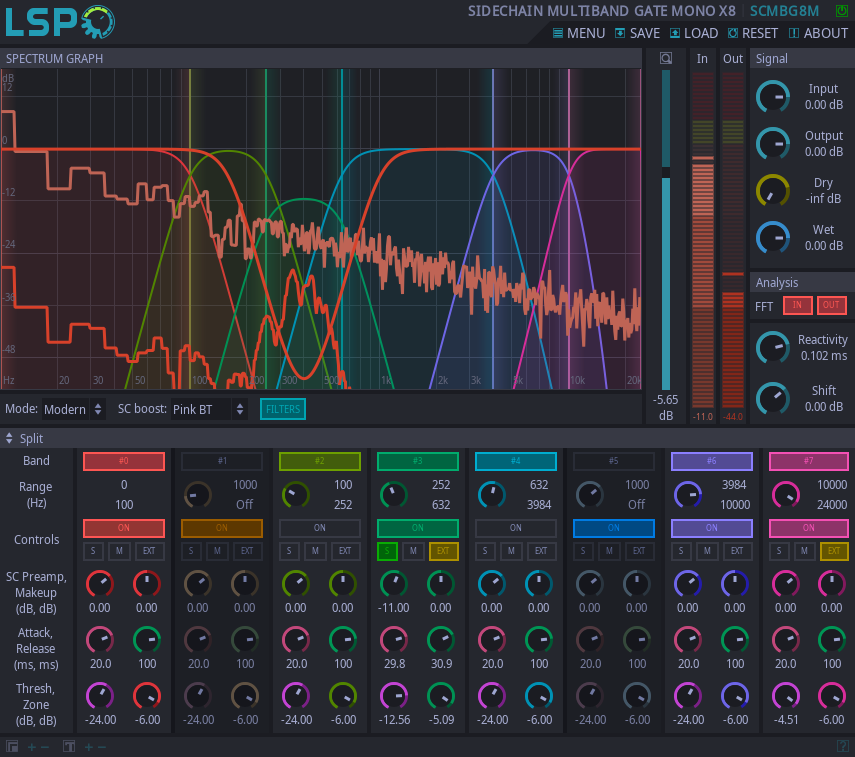 LSP
SIDECHAIN MULTIBAND GATE MONO X8 SCMBG8M
MENU SAVE LOAD RESET ABOUT
SPECTRUM GRAPH
In Out
Signal
dB
12
0
-12
-24
-36
-48
Hz 20 30 50 100 200 300 500 1k 2k 3k 5k 10k 20k
Input
0.00 dB
Output
0.00 dB
Dry
-inf dB
Wet
0.00 dB
Analysis
FFT IN OUT
Reactivity
0.102 ms
Shift
0.00 dB
-5.65
dB
-11.0 -44.0
Mode: Modern SC boost: Pink BT FILTERS
Split
Band #0 #1 #2 #3 #4 #5 #6 #7
Range
(Hz)
0 1000 100 252 632 1000 3984 10000
100 Off 252 632 3984 Off 10000 24000
Controls
ON ON ON ON ON ON ON ON
S M EXT S M EXT S M EXT S M EXT S M EXT S M EXT S M EXT S M EXT
SC Preamp,
Makeup
(dB, dB)
0.00 0.00 0.00 0.00 0.00 0.00 -11.00 0.00 0.00 0.00 0.00 0.00 0.00 0.00 0.00 0.00
Attack,
Release
(ms, ms)
20.0 100 20.0 100 20.0 100 29.8 30.9 20.0 100 20.0 100 20.0 100 20.0 100
Thresh,
Zone
(dB, dB)
-24.00 -6.00 -24.00 -6.00 -24.00 -6.00 -12.56 -5.09 -24.00 -6.00 -24.00 -6.00 -24.00 -6.00 -4.51 -6.00